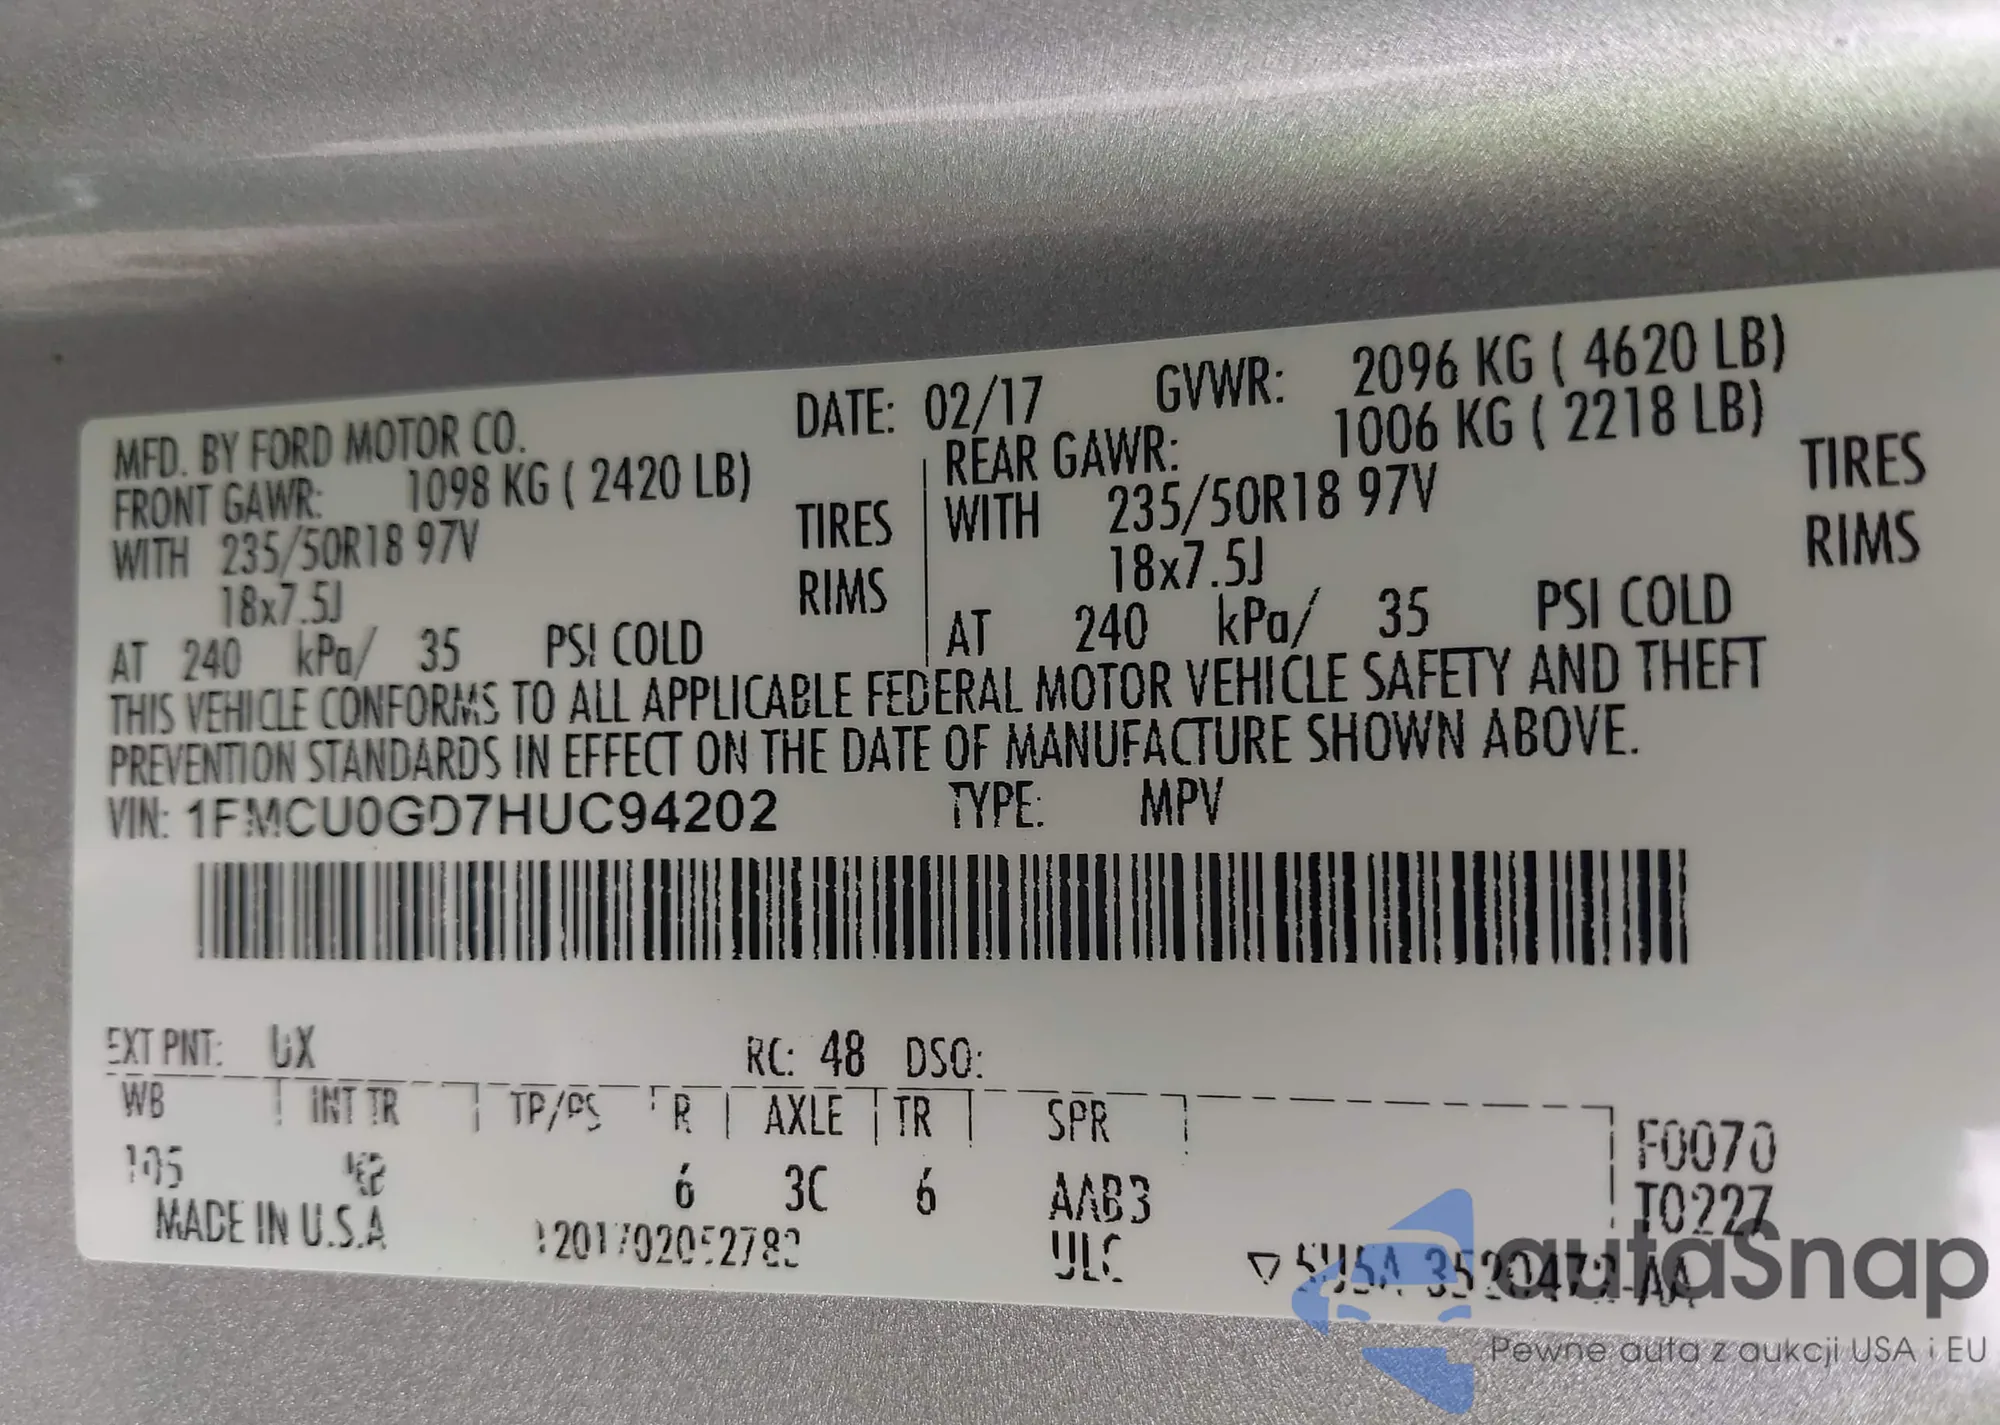 MFD. BY FORD MOTOR CO. DATE: 02/17 GVWR: 2096 KG ( 4620 LB)
FRONT GAWR: 1098 KG ( 2420 LB) REAR GAWR: 1006 KG ( 2218 LB)
WITH 235/50R18 97V TIRES WITH 235/50R18 97V TIRES
18x7.5J RIMS 18x7.5J RIMS
AT 240 kPa/ 35 PSI COLD AT 240 kPa/ 35 PSI COLD
THIS VEHICLE CONFORMS TO ALL APPLICABLE FEDERAL MOTOR VEHICLE SAFETY AND THEFT
PREVENTION STANDARDS IN EFFECT ON THE DATE OF MANUFACTURE SHOWN ABOVE.
VIN: 1FMCU0GD7HUC94202 TYPE: MPV
EXT PNT: UX RC: 48 DSO:
WB INT TR TP/PS R AXLE TR SPR
105 6 3C 6 AAB3 F0070
T0227
MADE IN U.S.A ULC
autaSnap
Pewne auta z aukcji USA i EU